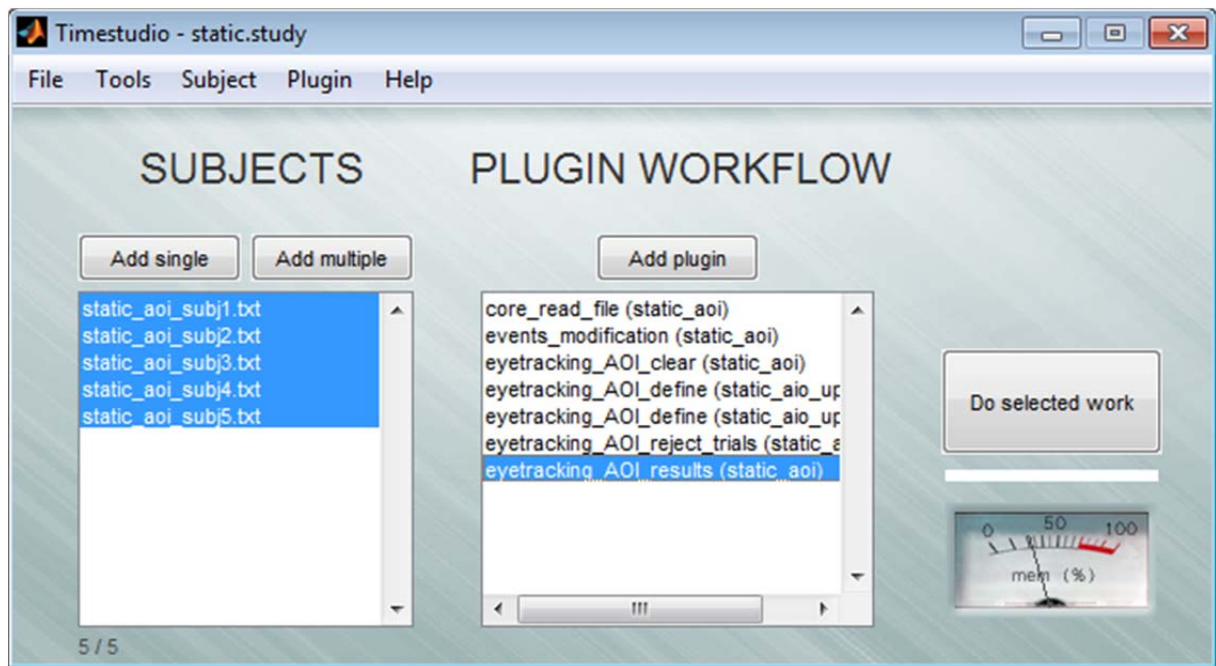 Timestudio - static.study
File Tools Subject Plugin Help
SUBJECTS PLUGIN WORKFLOW
Add single Add multiple Add plugin
static_aoi_subj1.txt
static_aoi_subj2.txt
static_aoi_subj3.txt
static_aoi_subj4.txt
static_aoi_subj5.txt
core_read_file (static_aoi)
events_modification (static_aoi)
eyetracking_AOI_clear (static_aoi)
eyetracking_AOI_define (static_aio_up
eyetracking_AOI_define (static_aio_up
eyetracking_AOI_reject_trials (static_a
eyetracking_AOI_results (static_aoi)
Do selected work
0 50 100
mem (%)
5 / 5